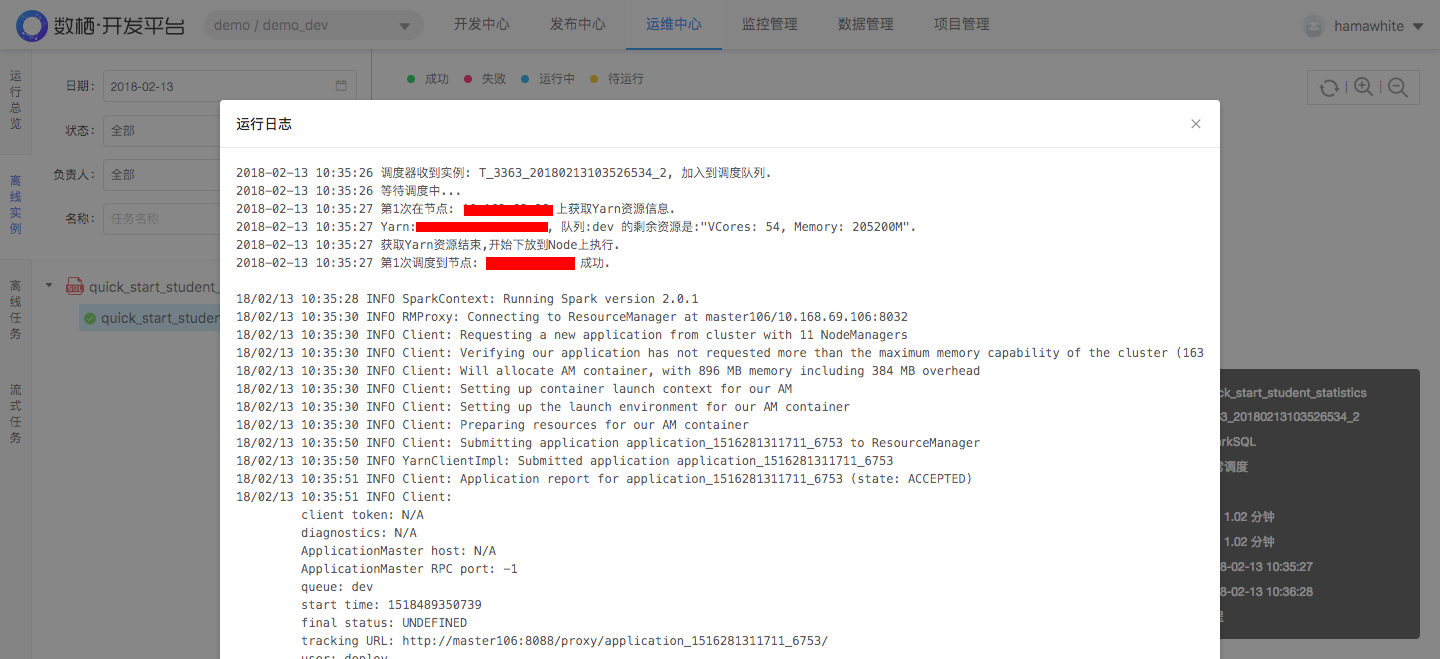 数栖·开发平台
demo / demo_dev
开发中心
发布中心
运维中心
监控管理
数据管理
项目管理
hamawhite
运行总览
离线实例
离线任务
流式任务
日期: 2018-02-13
状态: 全部
负责人: 全部
名称: 任务名称
成功 失败 运行中 待运行
SQL quick_start_student_
quick_start_studen
运行日志
2018-02-13 10:35:26 调度器收到实例: T_3363_20180213103526534_2, 加入到调度队列.
2018-02-13 10:35:26 等待调度中...
2018-02-13 10:35:27 第1次在节点: 上获取Yarn资源信息.
2018-02-13 10:35:27 Yarn: , 队列:dev 的剩余资源是:"VCores: 54, Memory: 205200M".
2018-02-13 10:35:27 获取Yarn资源结束,开始下放到Node上执行.
2018-02-13 10:35:27 第1次调度到节点: 成功.
18/02/13 10:35:28 INFO SparkContext: Running Spark version 2.0.1
18/02/13 10:35:30 INFO RMProxy: Connecting to ResourceManager at master106/10.168.69.106:8032
18/02/13 10:35:30 INFO Client: Requesting a new application from cluster with 11 NodeManagers
18/02/13 10:35:30 INFO Client: Verifying our application has not requested more than the maximum memory capability of the cluster (163
18/02/13 10:35:30 INFO Client: Will allocate AM container, with 896 MB memory including 384 MB overhead
18/02/13 10:35:30 INFO Client: Setting up container launch context for our AM
18/02/13 10:35:30 INFO Client: Setting up the launch environment for our AM container
18/02/13 10:35:30 INFO Client: Preparing resources for our AM container
18/02/13 10:35:50 INFO Client: Submitting application application_1516281311711_6753 to ResourceManager
18/02/13 10:35:50 INFO YarnClientImpl: Submitted application application_1516281311711_6753
18/02/13 10:35:51 INFO Client: Application report for application_1516281311711_6753 (state: ACCEPTED)
18/02/13 10:35:51 INFO Client:
client token: N/A
diagnostics: N/A
ApplicationMaster host: N/A
ApplicationMaster RPC port: -1
queue: dev
start time: 1518489350739
final status: UNDEFINED
tracking URL: http://master106:8088/proxy/application_1516281311711_6753/
user: deploy
ck_start_student_statistics
3_20180213103526534_2
rkSQL
常调度
1.02 分钟
1.02 分钟
8-02-13 10:35:27
8-02-13 10:36:28